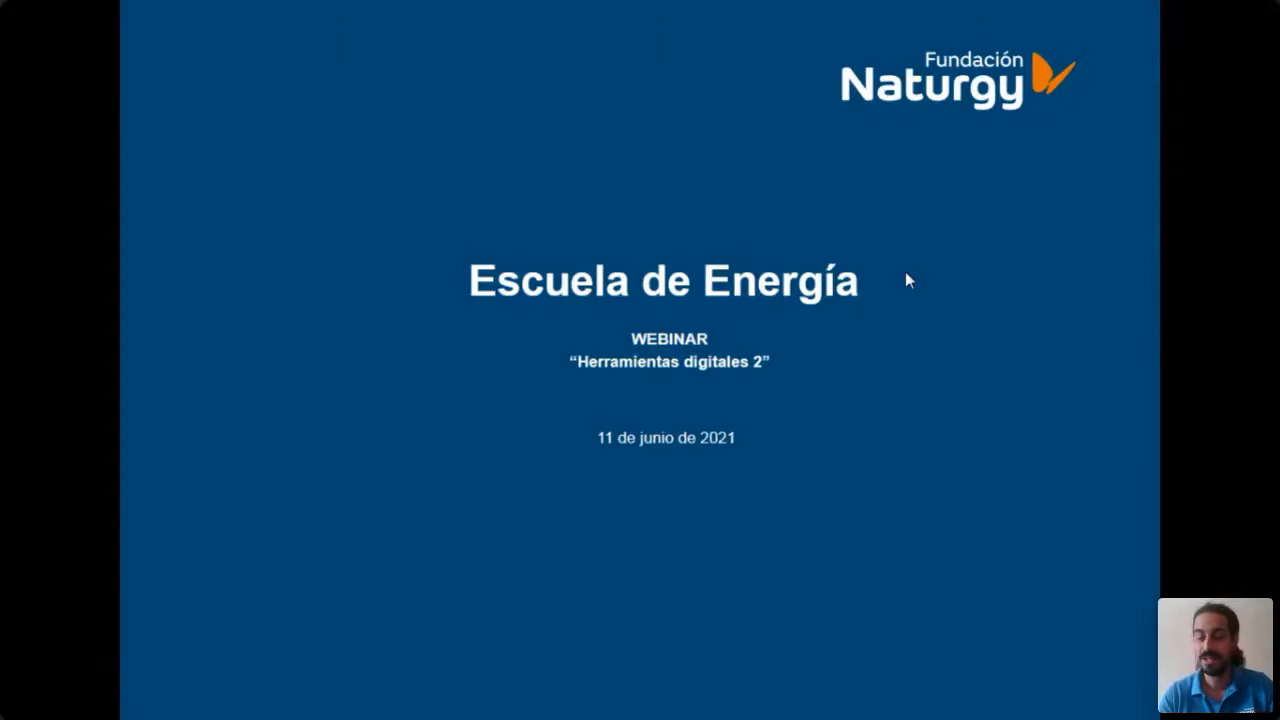 Fundación
Naturgy
Escuela de Energía
WEBINAR
“Herramientas digitales 2”
11 de junio de 2021